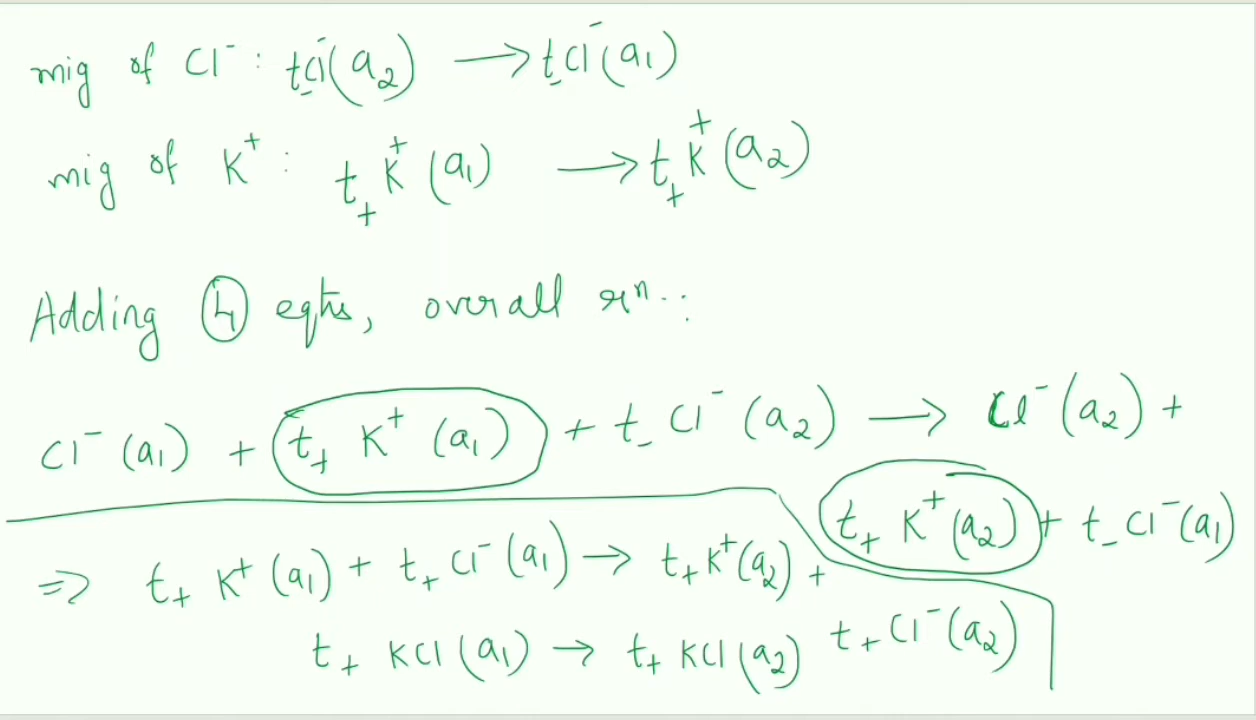 mig of Cl⁻ : t₋Cl⁻(a₂) ⟶ t₋Cl⁻(a₁)
mig of K⁺ : t₊K⁺(a₁) ⟶ t₊K⁺(a₂)
Adding ④ eqns, overall rxⁿ..:
Cl⁻(a₁) + t₊ K⁺(a₁) + t₋ Cl⁻(a₂) ⟶ Cl⁻(a₂) +
t₊ K⁺(a₂) + t₋ Cl⁻(a₁)
⇒ t₊ K⁺(a₁) + t₊ Cl⁻(a₁) → t₊K⁺(a₂) +
t₊ Cl⁻(a₂)
t₊ KCl(a₁) → t₊ KCl(a₂)